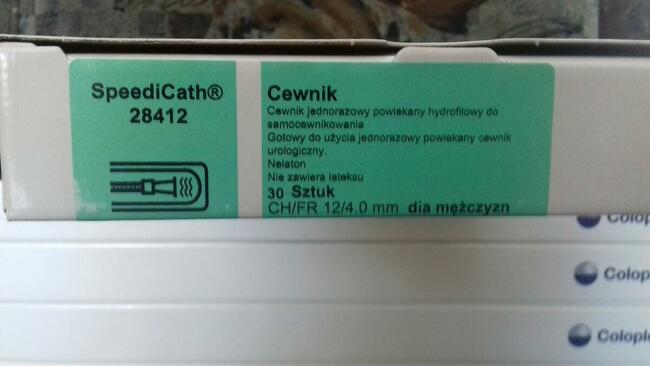 SpeediCath®
28412
Cewnik
Cewnik jednorazowy powlekany hydrofilowy do
samocewnikowania
Gotowy do użycia jednorazowy powlekany cewnik
urologiczny.
Nelaton
Nie zawiera lateksu
30 Sztuk
CH/FR 12/4.0 mm dla mężczyzn
Colop
Colop
Colopl